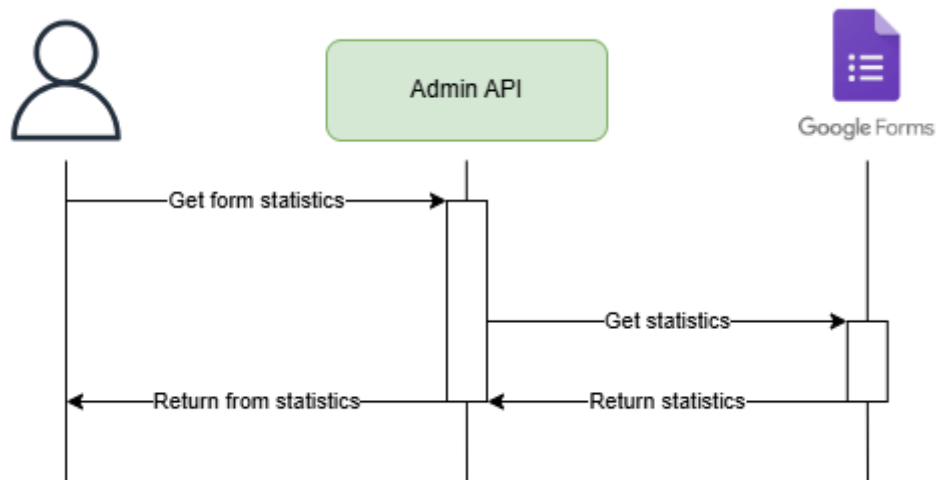 Admin API
Google Forms
Get form statistics
Get statistics
Return from statistics
Return statistics